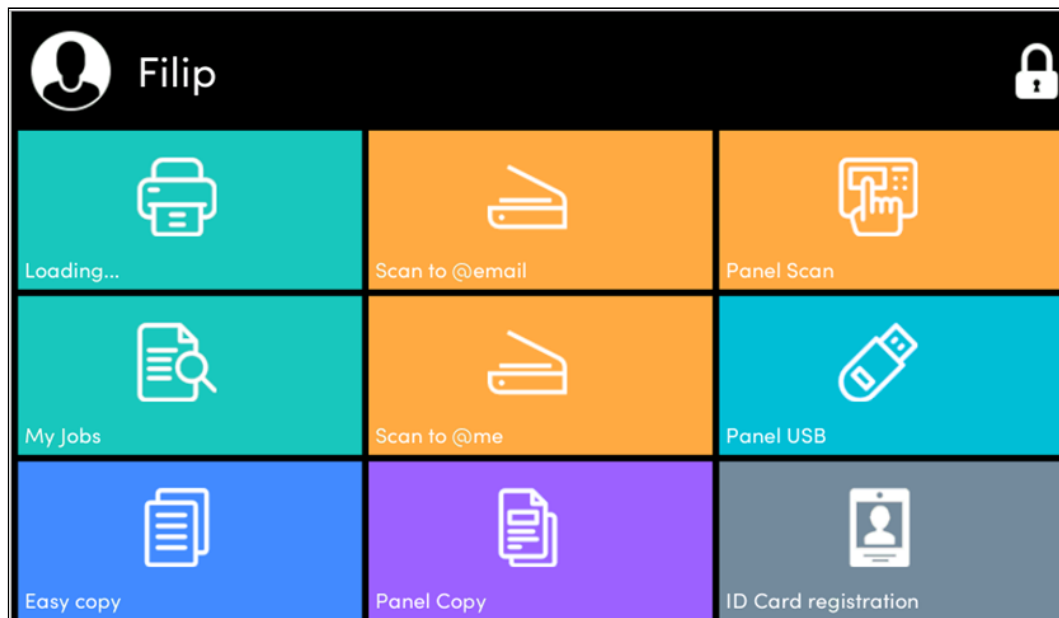 Filip
Loading...
Scan to @email
Panel Scan
My Jobs
Scan to @me
Panel USB
Easy copy
Panel Copy
ID Card registration